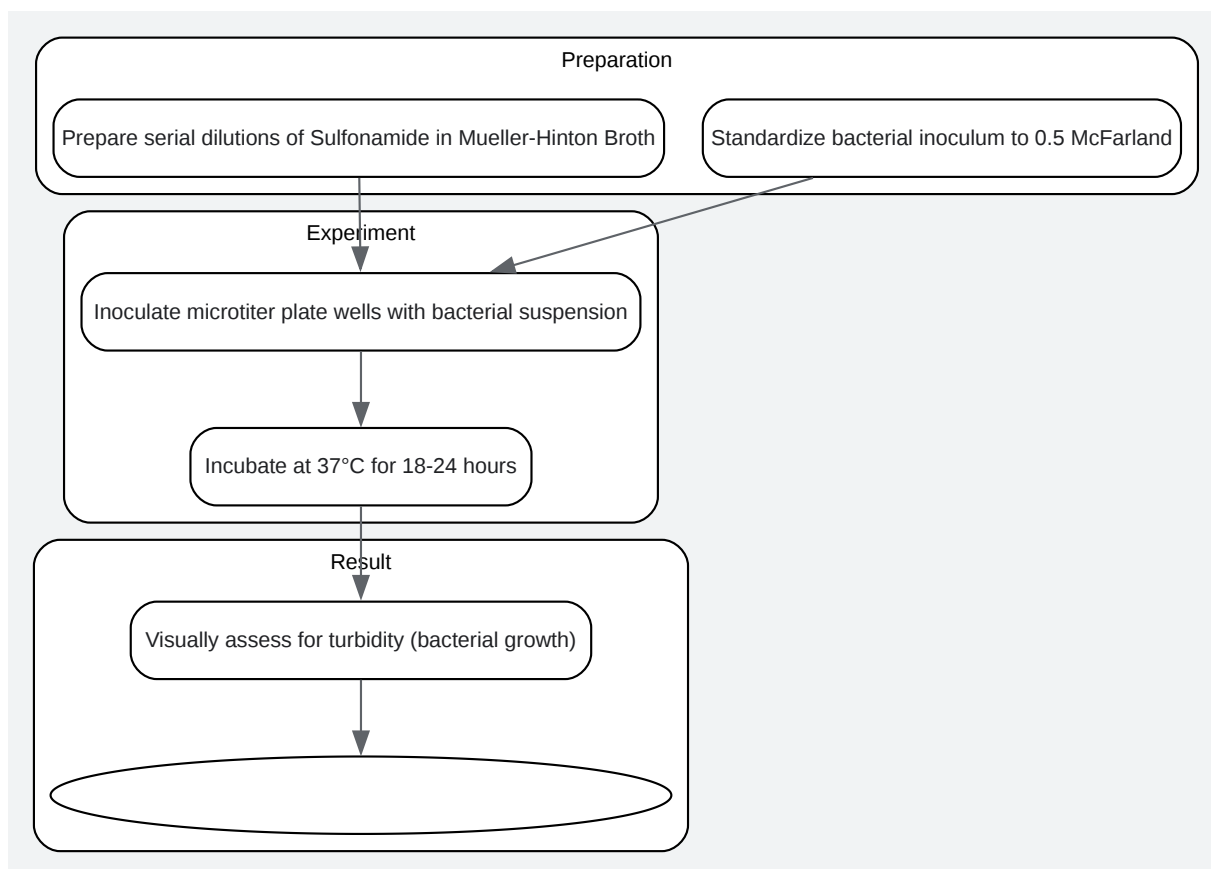 Preparation
Prepare serial dilutions of Sulfonamide in Mueller-Hinton Broth
Standardize bacterial inoculum to 0.5 McFarland
Experiment
Inoculate microtiter plate wells with bacterial suspension
Incubate at 37°C for 18-24 hours
Result
Visually assess for turbidity (bacterial growth)